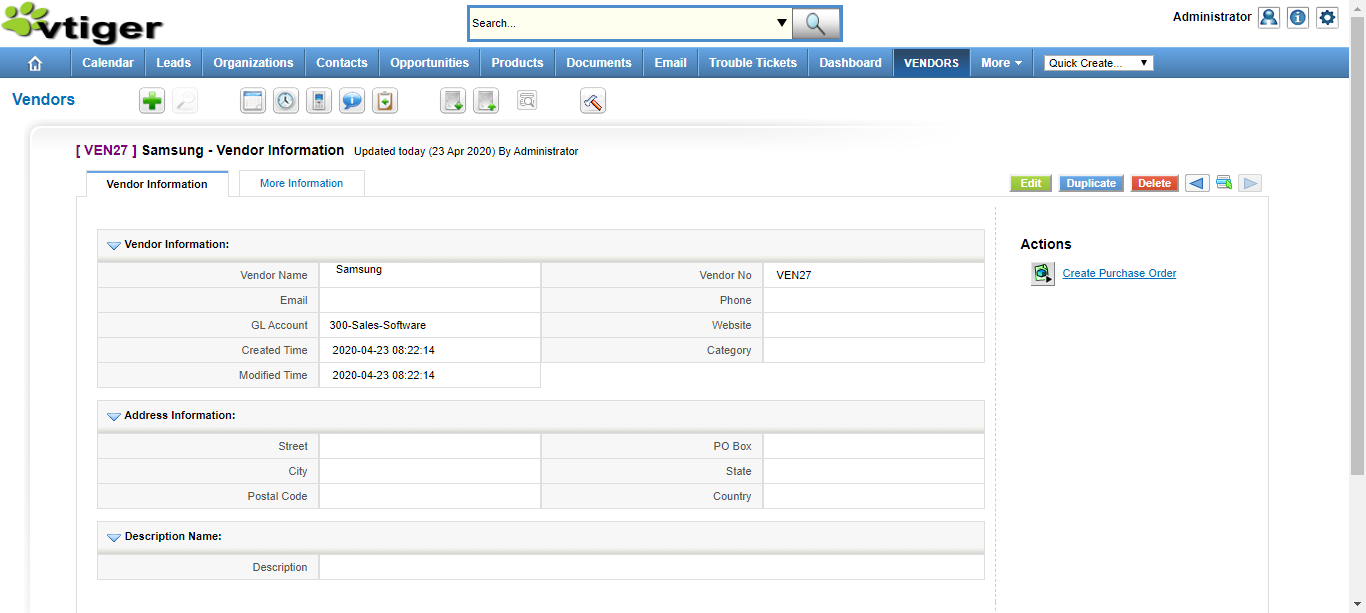 vtiger
Search...
Administrator
Calendar Leads Organizations Contacts Opportunities Products Documents Email Trouble Tickets Dashboard VENDORS More Quick Create...
Vendors
[ VEN27 ] Samsung - Vendor Information Updated today (23 Apr 2020) By Administrator
Vendor Information More Information
Edit Duplicate Delete
Vendor Information:
Vendor Name Samsung Vendor No VEN27
Email Phone
GL Account 300-Sales-Software Website
Created Time 2020-04-23 08:22:14 Category
Modified Time 2020-04-23 08:22:14
Address Information:
Street PO Box
City State
Postal Code Country
Description Name:
Description
Actions
Create Purchase Order